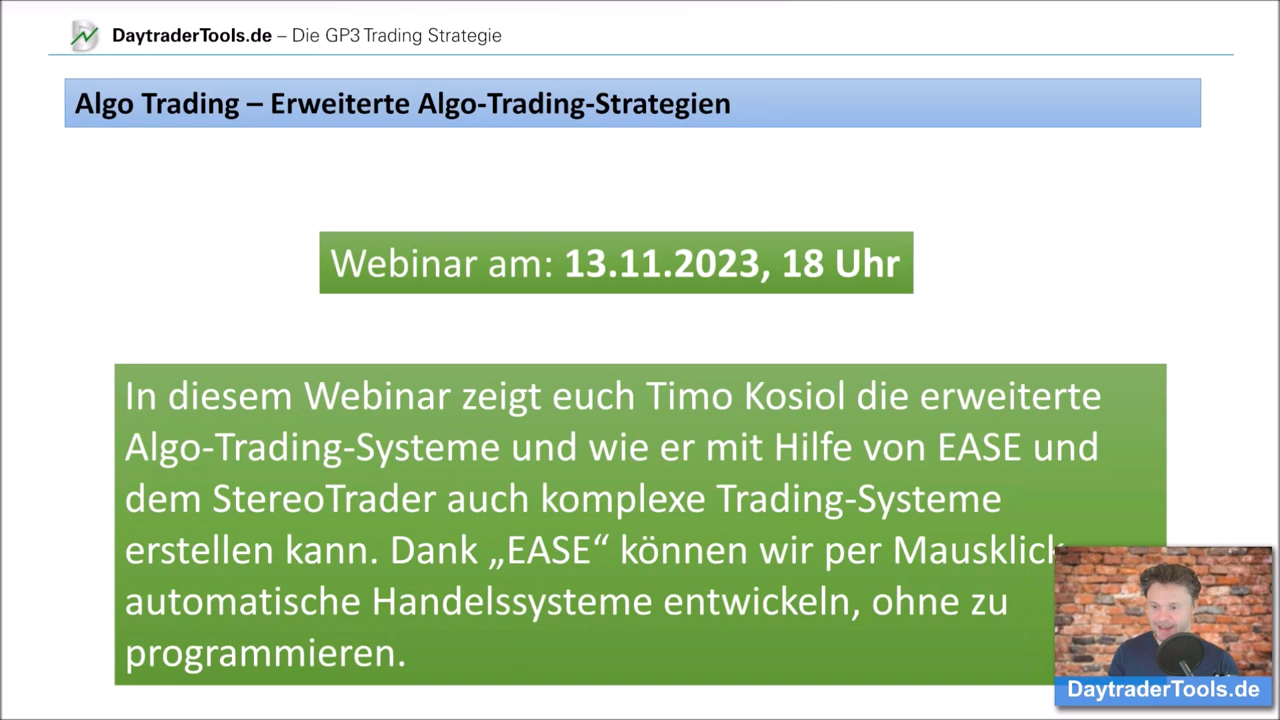 DaytraderTools.de – Die GP3 Trading Strategie
Algo Trading – Erweiterte Algo-Trading-Strategien
Webinar am: 13.11.2023, 18 Uhr
In diesem Webinar zeigt euch Timo Kosiol die erweiterte
Algo-Trading-Systeme und wie er mit Hilfe von EASE und
dem StereoTrader auch komplexe Trading-Systeme
erstellen kann. Dank „EASE“ können wir per Mausklick
automatische Handelssysteme entwickeln, ohne zu
programmieren.
DaytraderTools.de